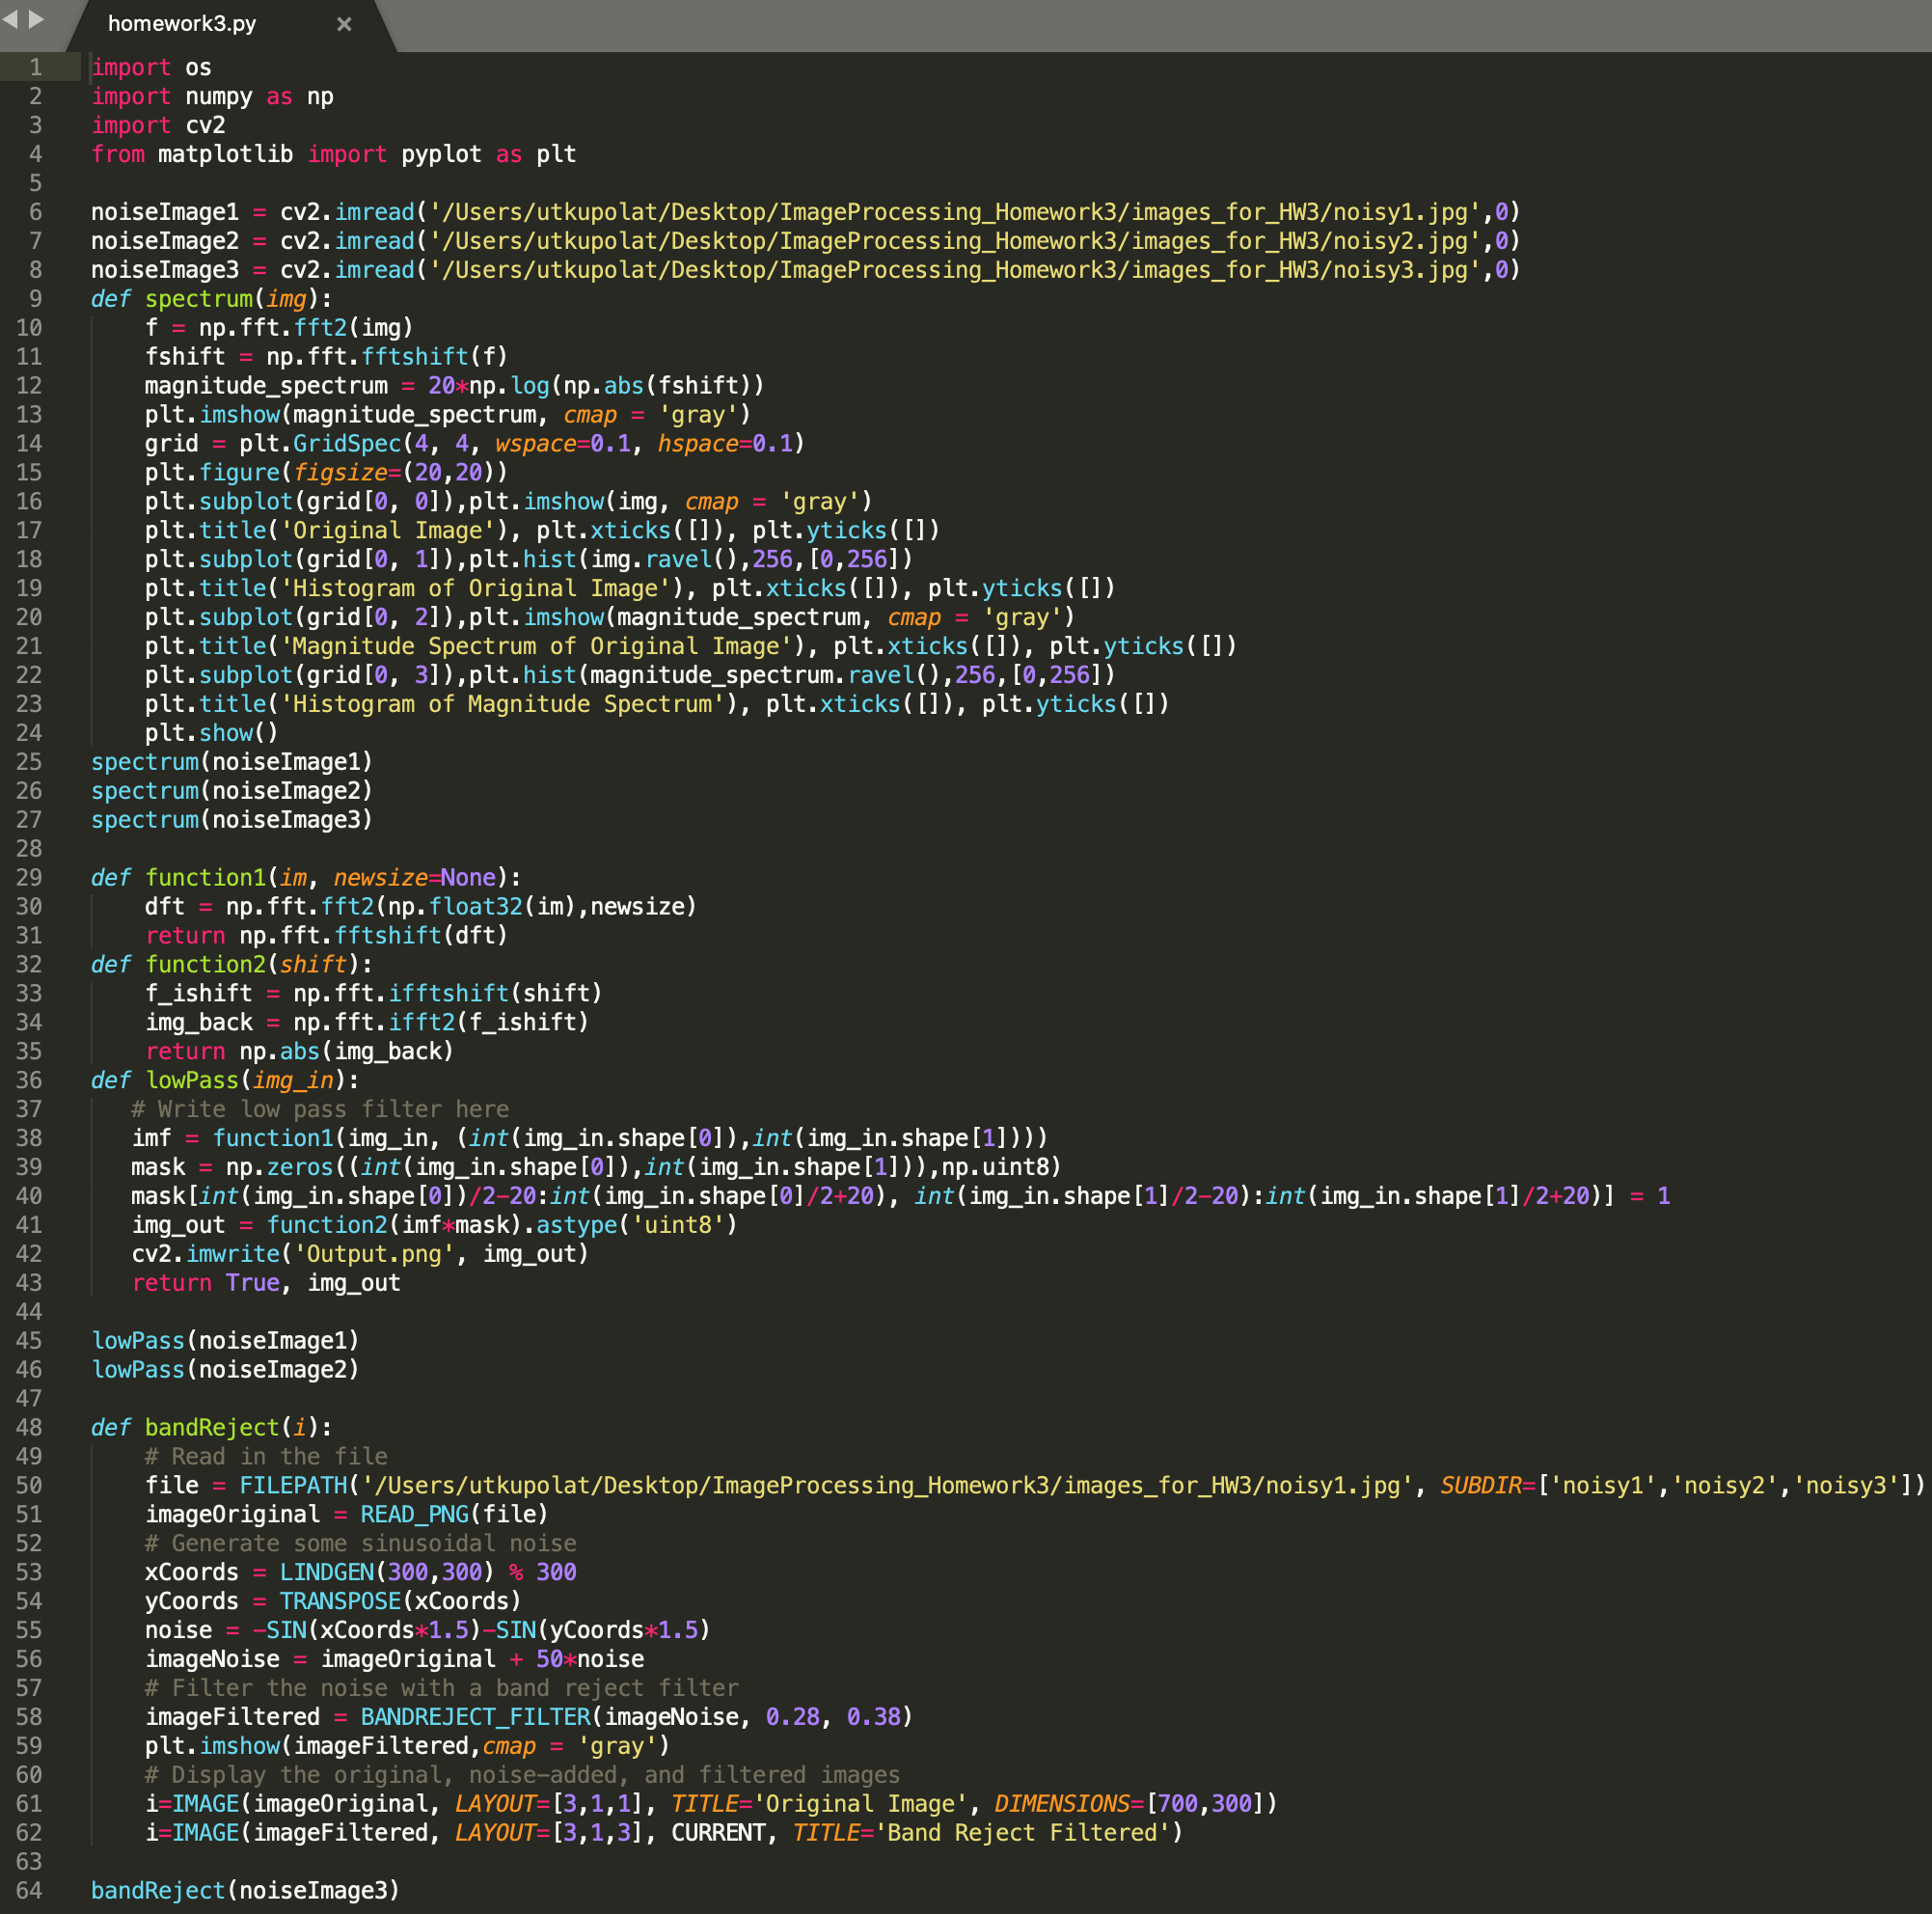 homework3.py ×
1 import os
2 import numpy as np
3 import cv2
4 from matplotlib import pyplot as plt
5
6 noiseImage1 = cv2.imread('/Users/utkupolat/Desktop/ImageProcessing_Homework3/images_for_HW3/noisy1.jpg',0)
7 noiseImage2 = cv2.imread('/Users/utkupolat/Desktop/ImageProcessing_Homework3/images_for_HW3/noisy2.jpg',0)
8 noiseImage3 = cv2.imread('/Users/utkupolat/Desktop/ImageProcessing_Homework3/images_for_HW3/noisy3.jpg',0)
9 def spectrum(img):
10     f = np.fft.fft2(img)
11     fshift = np.fft.fftshift(f)
12     magnitude_spectrum = 20*np.log(np.abs(fshift))
13     plt.imshow(magnitude_spectrum, cmap = 'gray')
14     grid = plt.GridSpec(4, 4, wspace=0.1, hspace=0.1)
15     plt.figure(figsize=(20,20))
16     plt.subplot(grid[0, 0]),plt.imshow(img, cmap = 'gray')
17     plt.title('Original Image'), plt.xticks([]), plt.yticks([])
18     plt.subplot(grid[0, 1]),plt.hist(img.ravel(),256,[0,256])
19     plt.title('Histogram of Original Image'), plt.xticks([]), plt.yticks([])
20     plt.subplot(grid[0, 2]),plt.imshow(magnitude_spectrum, cmap = 'gray')
21     plt.title('Magnitude Spectrum of Original Image'), plt.xticks([]), plt.yticks([])
22     plt.subplot(grid[0, 3]),plt.hist(magnitude_spectrum.ravel(),256,[0,256])
23     plt.title('Histogram of Magnitude Spectrum'), plt.xticks([]), plt.yticks([])
24     plt.show()
25 spectrum(noiseImage1)
26 spectrum(noiseImage2)
27 spectrum(noiseImage3)
28
29 def function1(im, newsize=None):
30     dft = np.fft.fft2(np.float32(im),newsize)
31     return np.fft.fftshift(dft)
32 def function2(shift):
33     f_ishift = np.fft.ifftshift(shift)
34     img_back = np.fft.ifft2(f_ishift)
35     return np.abs(img_back)
36 def lowPass(img_in):
37    # Write low pass filter here
38    imf = function1(img_in, (int(img_in.shape[0]),int(img_in.shape[1])))
39    mask = np.zeros((int(img_in.shape[0]),int(img_in.shape[1])),np.uint8)
40    mask[int(img_in.shape[0])/2-20:int(img_in.shape[0]/2+20), int(img_in.shape[1]/2-20):int(img_in.shape[1]/2+20)] = 1
41    img_out = function2(imf*mask).astype('uint8')
42    cv2.imwrite('Output.png', img_out)
43    return True, img_out
44
45 lowPass(noiseImage1)
46 lowPass(noiseImage2)
47
48 def bandReject(i):
49     # Read in the file
50     file = FILEPATH('/Users/utkupolat/Desktop/ImageProcessing_Homework3/images_for_HW3/noisy1.jpg', SUBDIR=['noisy1','noisy2','noisy3'])
51     imageOriginal = READ_PNG(file)
52     # Generate some sinusoidal noise
53     xCoords = LINDGEN(300,300) % 300
54     yCoords = TRANSPOSE(xCoords)
55     noise = -SIN(xCoords*1.5)-SIN(yCoords*1.5)
56     imageNoise = imageOriginal + 50*noise
57     # Filter the noise with a band reject filter
58     imageFiltered = BANDREJECT_FILTER(imageNoise, 0.28, 0.38)
59     plt.imshow(imageFiltered,cmap = 'gray')
60     # Display the original, noise-added, and filtered images
61     i=IMAGE(imageOriginal, LAYOUT=[3,1,1], TITLE='Original Image', DIMENSIONS=[700,300])
62     i=IMAGE(imageFiltered, LAYOUT=[3,1,3], CURRENT, TITLE='Band Reject Filtered')
63
64 bandReject(noiseImage3)